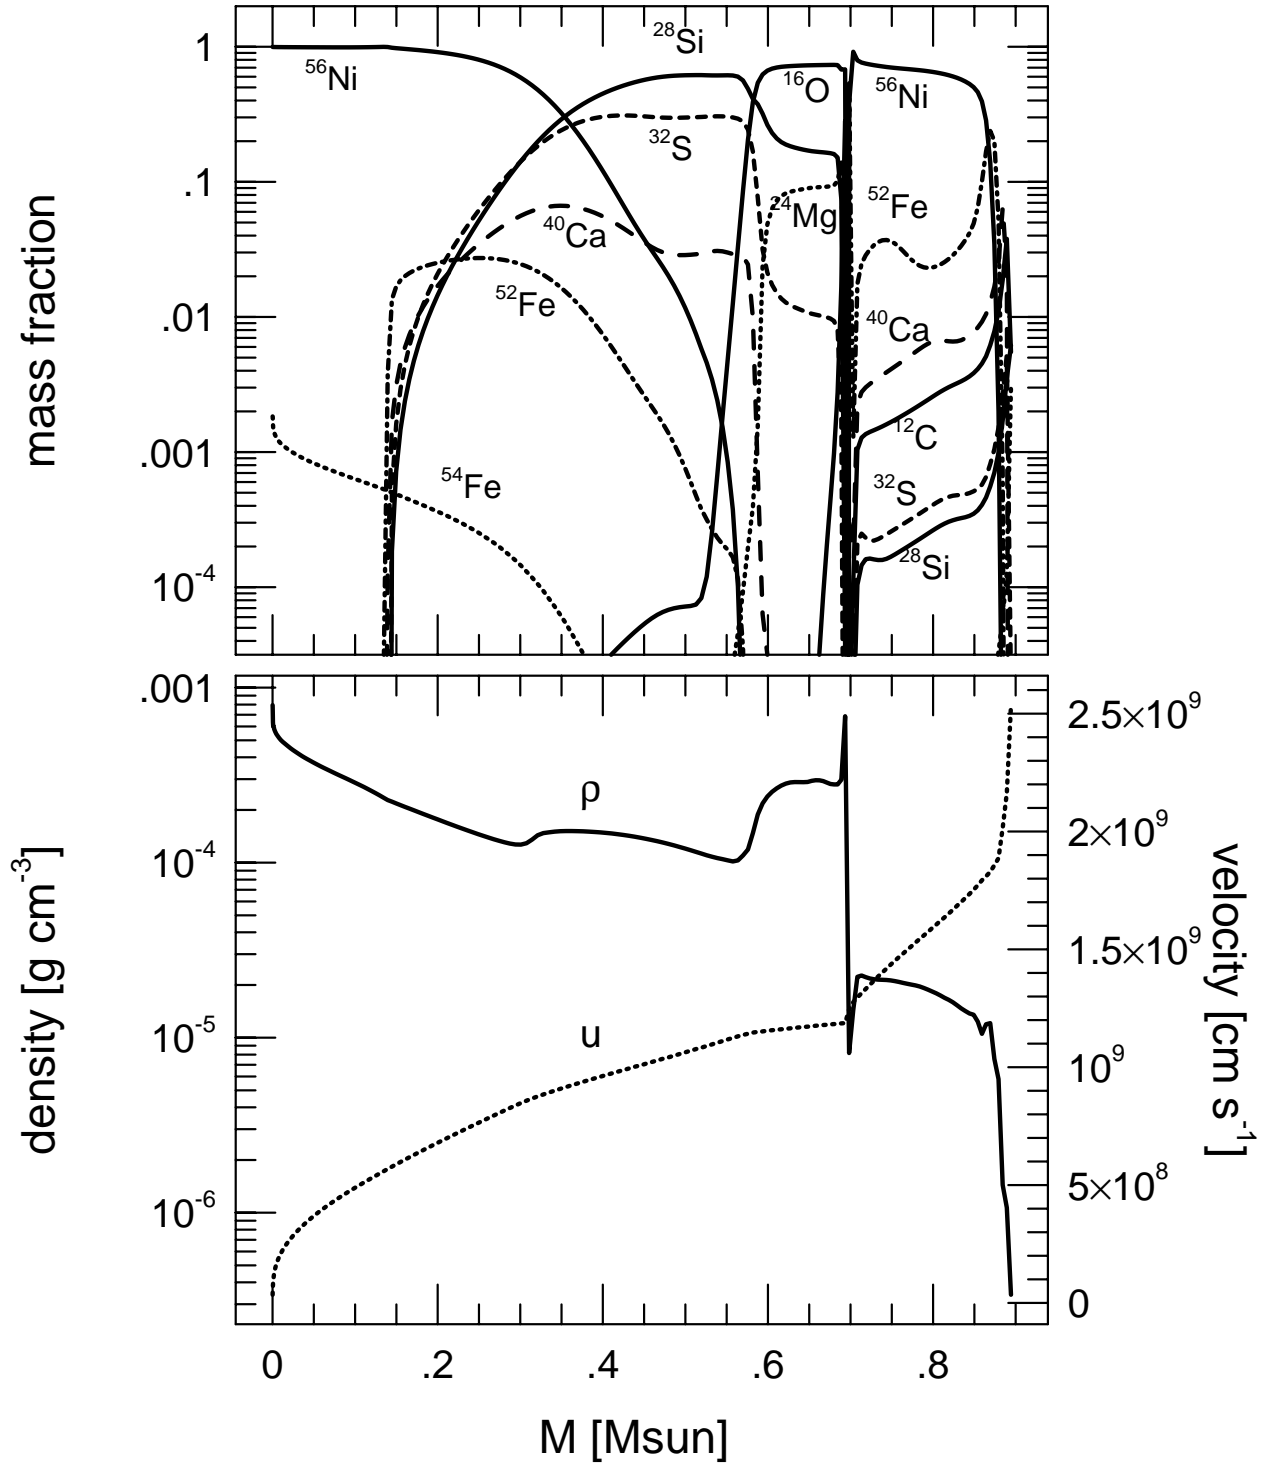 ²⁸Si
1
⁵⁶Ni
¹⁶O
⁵⁶Ni
³²S
.1
⁵²Fe
²⁴Mg
⁴⁰Ca
⁵²Fe
.01
⁴⁰Ca
mass fraction
¹²C
.001
⁵⁴Fe
³²S
²⁸Si
10⁻⁴
.001
2.5×10⁹
ρ
2×10⁹
10⁻⁴
density [g cm⁻³]
velocity [cm s⁻¹]
1.5×10⁹
u
10⁻⁵
10⁹
5×10⁸
10⁻⁶
0
0 .2 .4 .6 .8
M [Msun]